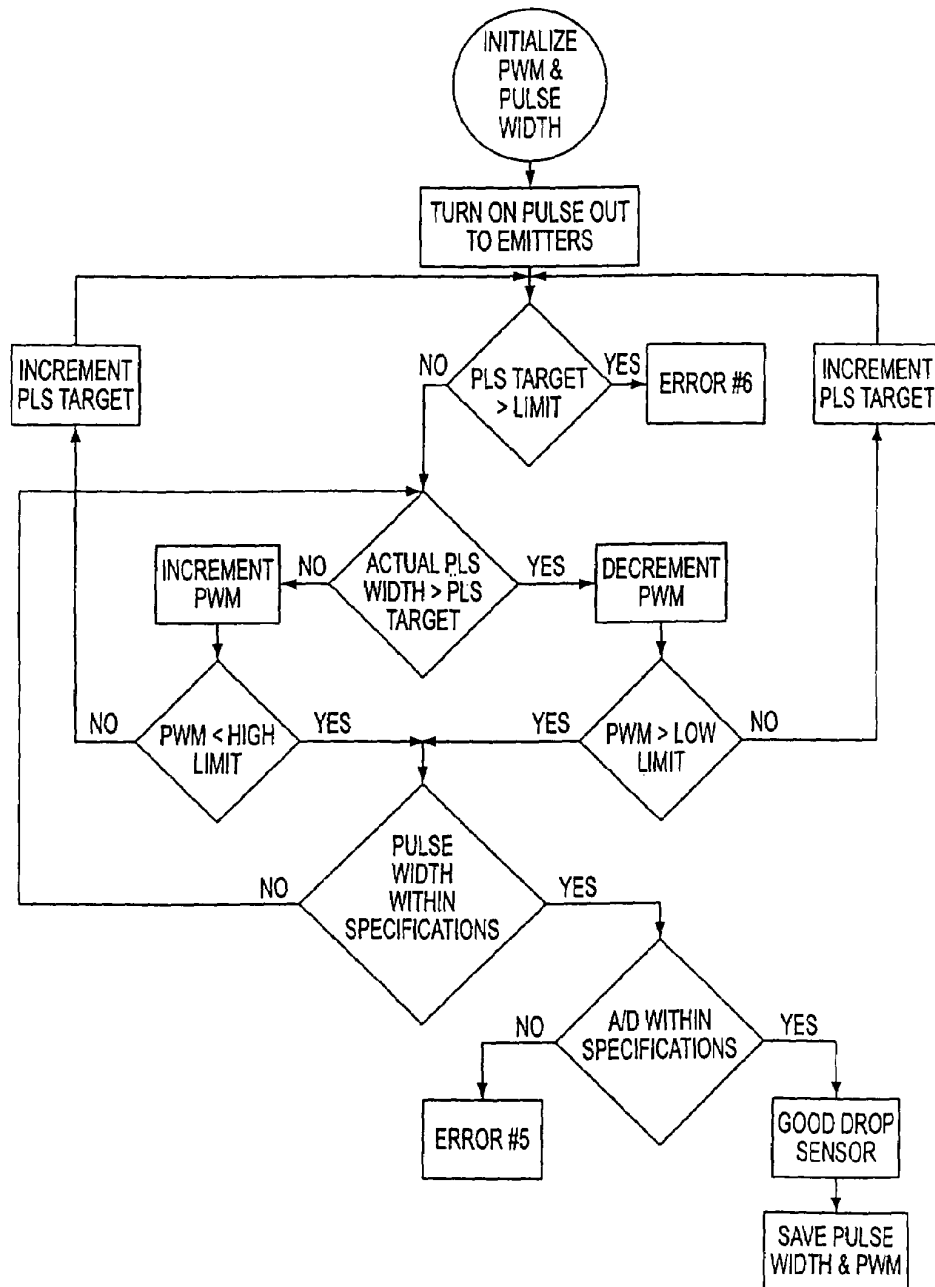 INITIALIZE
PWM &
PULSE
WIDTH
TURN ON PULSE OUT
TO EMITTERS
INCREMENT
PLS TARGET
NO
PLS TARGET
> LIMIT
YES
ERROR #6
INCREMENT
PLS TARGET
INCREMENT
PWM
NO
ACTUAL PLS
WIDTH > PLS
TARGET
YES
DECREMENT
PWM
NO
PWM < HIGH
LIMIT
YES
YES
PWM > LOW
LIMIT
NO
NO
PULSE
WIDTH
WITHIN
SPECIFICATIONS
YES
NO
A/D WITHIN
SPECIFICATIONS
YES
ERROR #5
GOOD DROP
SENSOR
SAVE PULSE
WIDTH & PWM